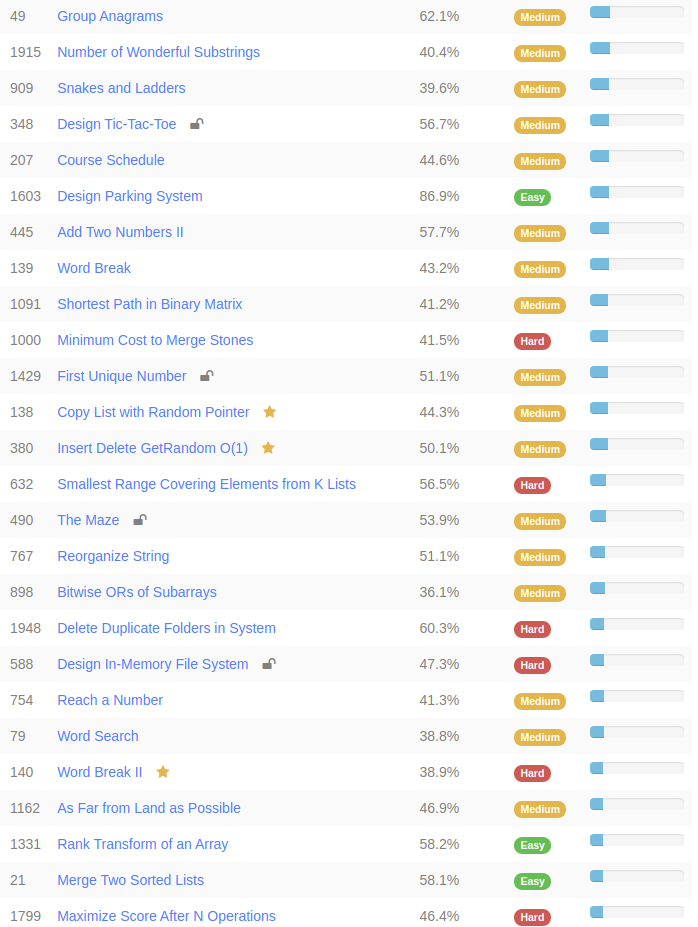 49 Group Anagrams 62.1% Medium
1915 Number of Wonderful Substrings 40.4% Medium
909 Snakes and Ladders 39.6% Medium
348 Design Tic-Tac-Toe 56.7% Medium
207 Course Schedule 44.6% Medium
1603 Design Parking System 86.9% Easy
445 Add Two Numbers II 57.7% Medium
139 Word Break 43.2% Medium
1091 Shortest Path in Binary Matrix 41.2% Medium
1000 Minimum Cost to Merge Stones 41.5% Hard
1429 First Unique Number 51.1% Medium
138 Copy List with Random Pointer 44.3% Medium
380 Insert Delete GetRandom O(1) 50.1% Medium
632 Smallest Range Covering Elements from K Lists 56.5% Hard
490 The Maze 53.9% Medium
767 Reorganize String 51.1% Medium
898 Bitwise ORs of Subarrays 36.1% Medium
1948 Delete Duplicate Folders in System 60.3% Hard
588 Design In-Memory File System 47.3% Hard
754 Reach a Number 41.3% Medium
79 Word Search 38.8% Medium
140 Word Break II 38.9% Hard
1162 As Far from Land as Possible 46.9% Medium
1331 Rank Transform of an Array 58.2% Easy
21 Merge Two Sorted Lists 58.1% Easy
1799 Maximize Score After N Operations 46.4% Hard